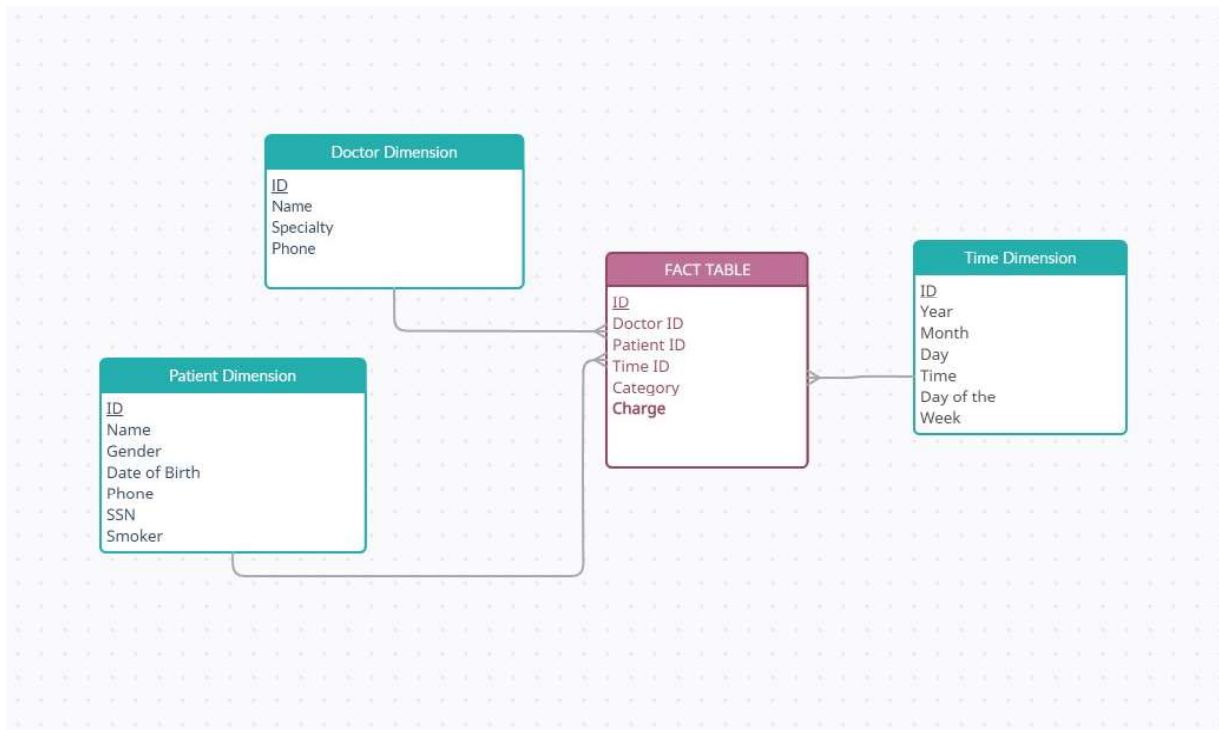 Doctor Dimension
ID
Name
Specialty
Phone
Patient Dimension
ID
Name
Gender
Date of Birth
Phone
SSN
Smoker
FACT TABLE
ID
Doctor ID
Patient ID
Time ID
Category
Charge
Time Dimension
ID
Year
Month
Day
Time
Day of the
Week